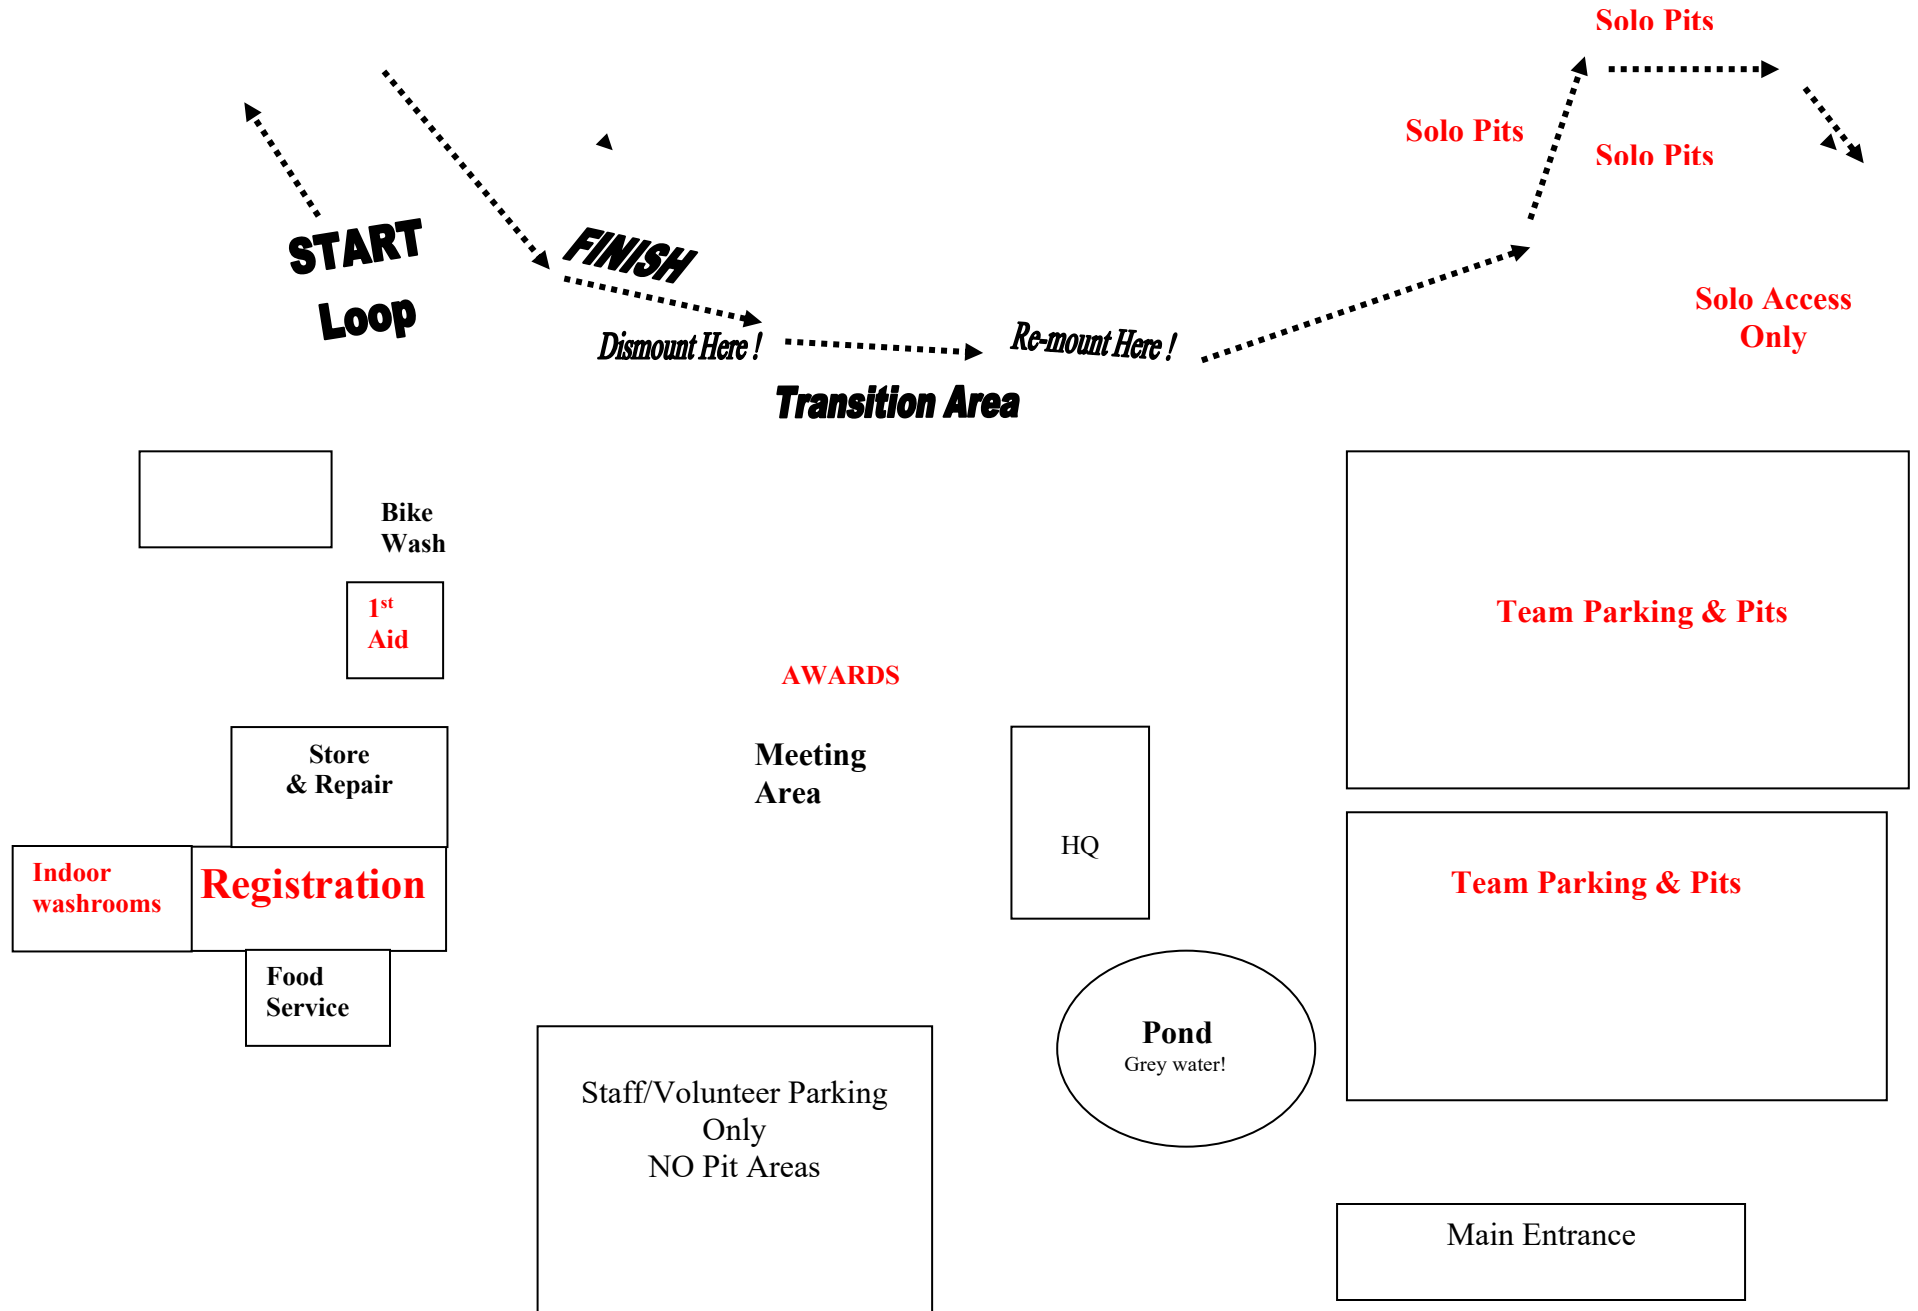 Solo Pits
Solo Pits
Solo Pits
START
Loop
FINISH
Dismount Here !
Re-mount Here !
Transition Area
Solo Access
Only
Bike
Wash
1st
Aid
Team Parking & Pits
AWARDS
Store
& Repair
Meeting
Area
HQ
Indoor
washrooms
Registration
Team Parking & Pits
Food
Service
Pond
Grey water!
Staff/Volunteer Parking
Only
NO Pit Areas
Main Entrance